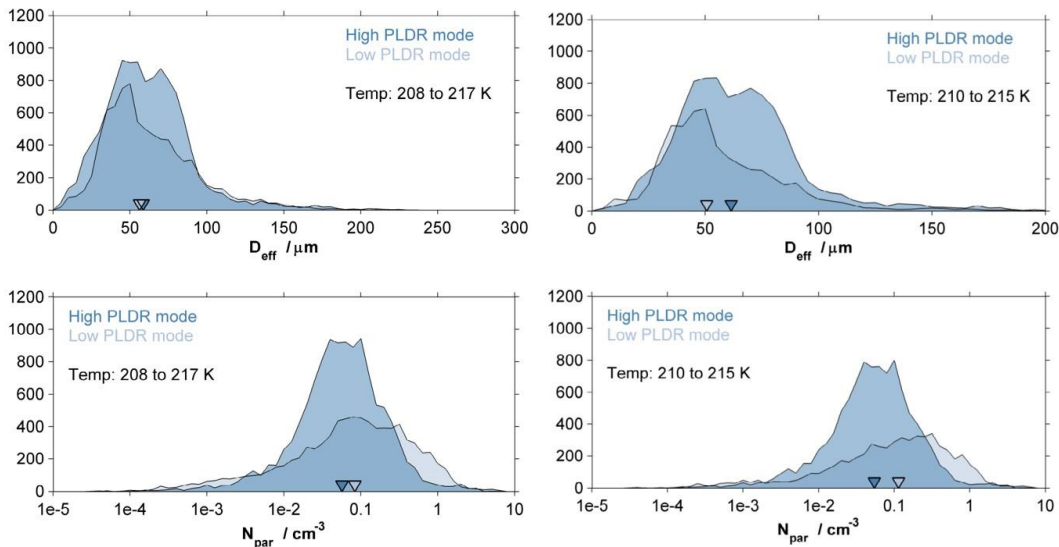 1200
1000
800
600
400
200
0
High PLDR mode
Low PLDR mode
Temp: 208 to 217 K
0 50 100 150 200 250 300
D_eff / μm
1200
1000
800
600
400
200
0
High PLDR mode
Low PLDR mode
Temp: 210 to 215 K
0 50 100 150 200
D_eff / μm
1200
1000
800
600
400
200
0
High PLDR mode
Low PLDR mode
Temp: 208 to 217 K
1e-5 1e-4 1e-3 1e-2 0.1 1 10
N_par / cm^-3
1200
1000
800
600
400
200
0
High PLDR mode
Low PLDR mode
Temp: 210 to 215 K
1e-5 1e-4 1e-3 1e-2 0.1 1 10
N_par / cm^-3